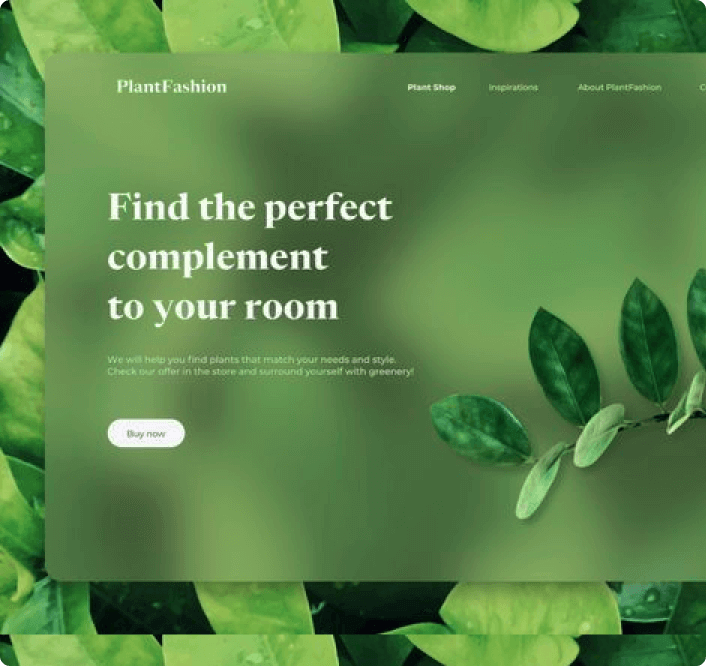 PlantFashion
Plant Shop Inspirations About PlantFashion
Find the perfect
complement
to your room
We will help you find plants that match your needs and style.
Check our offer in the store and surround yourself with greenery!
Buy now